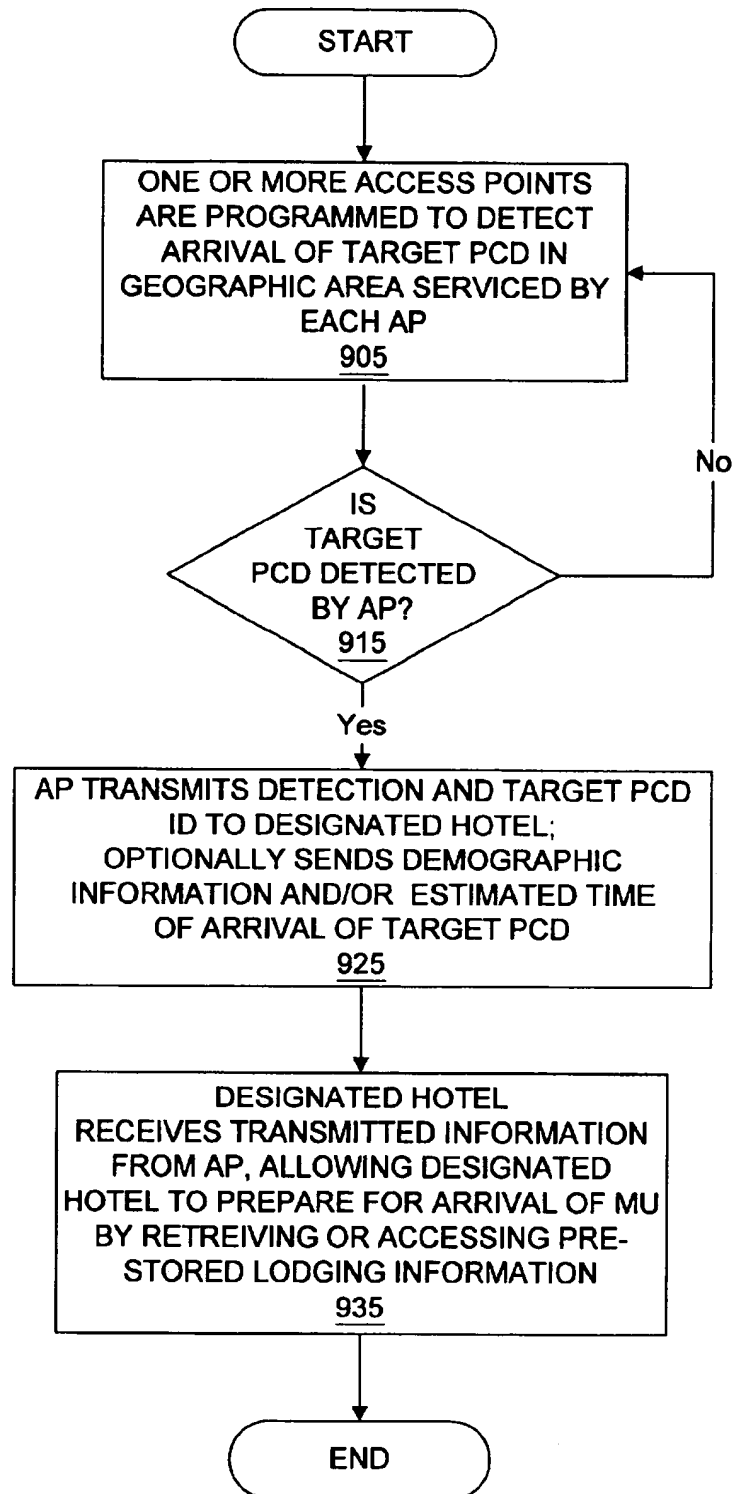 START
ONE OR MORE ACCESS POINTS
ARE PROGRAMMED TO DETECT
ARRIVAL OF TARGET PCD IN
GEOGRAPHIC AREA SERVICED BY
EACH AP
905
No
IS
TARGET
PCD DETECTED
BY AP?
915
Yes
AP TRANSMITS DETECTION AND TARGET PCD
ID TO DESIGNATED HOTEL;
OPTIONALLY SENDS DEMOGRAPHIC
INFORMATION AND/OR ESTIMATED TIME
OF ARRIVAL OF TARGET PCD
925
DESIGNATED HOTEL
RECEIVES TRANSMITTED INFORMATION
FROM AP, ALLOWING DESIGNATED
HOTEL TO PREPARE FOR ARRIVAL OF MU
BY RETREIVING OR ACCESSING PRE-
STORED LODGING INFORMATION
935
END